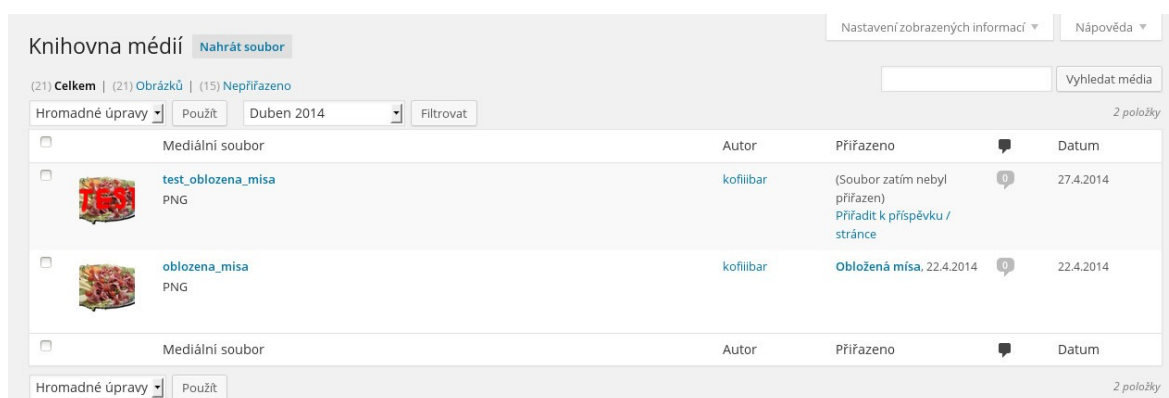 Nastavení zobrazených informací Nápověda
Knihovna médií Nahrát soubor
(21) Celkem | (21) Obrázků | (15) Nepřiřazeno
Vyhledat média
Hromadné úpravy Použít Duben 2014 Filtrovat 2 položky
Mediální soubor Autor Přiřazeno Datum
TEST
test_oblozena_misa kofiiibar (Soubor zatím nebyl 0 27.4.2014
PNG přiřazen)
Přiřadit k příspěvku /
stránce
oblozena_misa kofiiibar Obložená mísa, 22.4.2014 0 22.4.2014
PNG
Mediální soubor Autor Přiřazeno Datum
Hromadné úpravy Použít 2 položky